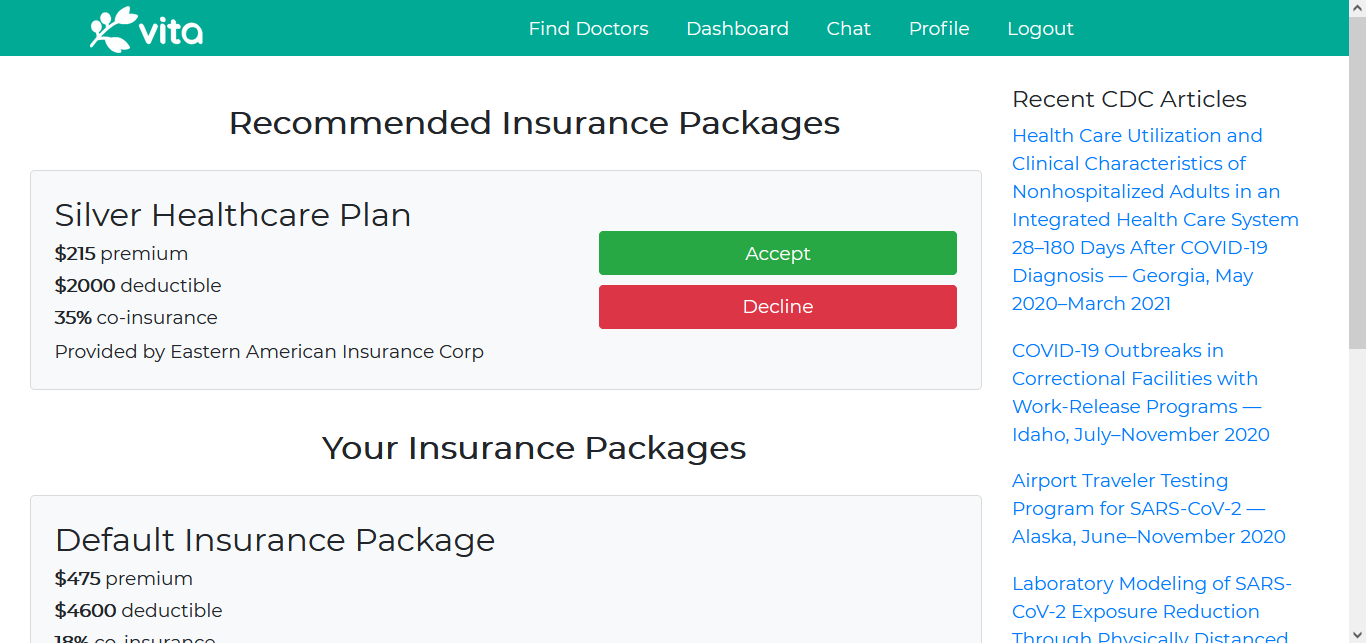 vita
Find Doctors
Dashboard
Chat
Profile
Logout
Recommended Insurance Packages
Silver Healthcare Plan
$215 premium
$2000 deductible
35% co-insurance
Provided by Eastern American Insurance Corp
Accept
Decline
Your Insurance Packages
Default Insurance Package
$475 premium
$4600 deductible
18% co-insurance
Recent CDC Articles
Health Care Utilization and
Clinical Characteristics of
Nonhospitalized Adults in an
Integrated Health Care System
28–180 Days After COVID-19
Diagnosis — Georgia, May
2020–March 2021
COVID-19 Outbreaks in
Correctional Facilities with
Work-Release Programs —
Idaho, July–November 2020
Airport Traveler Testing
Program for SARS-CoV-2 —
Alaska, June–November 2020
Laboratory Modeling of SARS-
CoV-2 Exposure Reduction
Through Physically Distanced